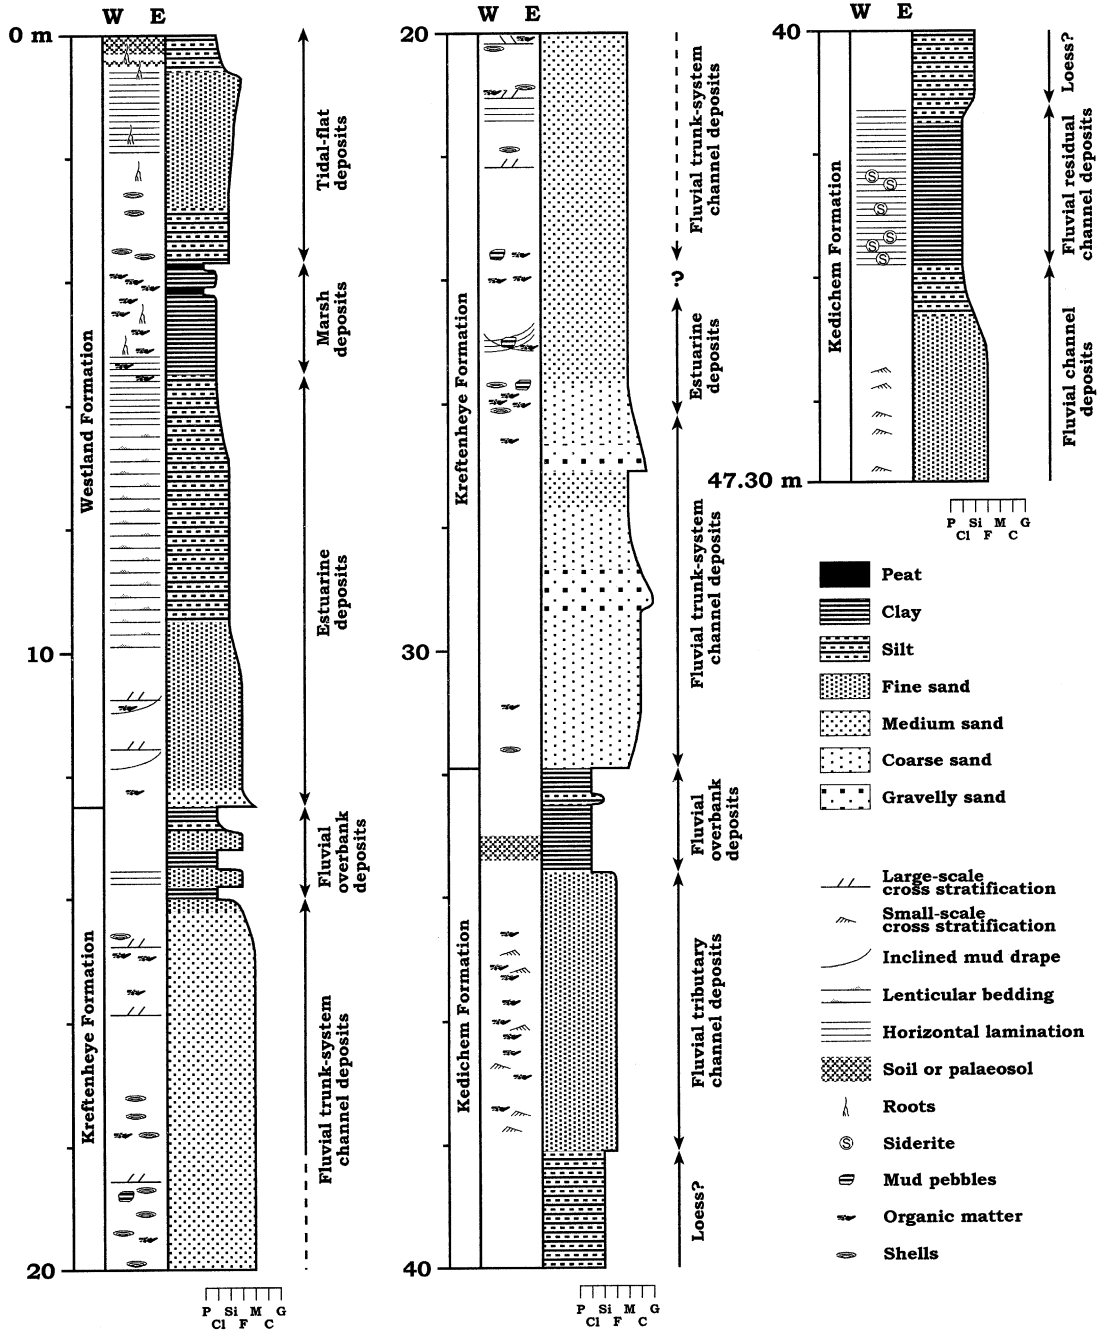 W E
0 m
10
20
Westland Formation
Kreftenheye Formation
Tidal-flat
deposits
Marsh
deposits
Estuarine
deposits
Fluvial
overbank
deposits
Fluvial trunk-system
channel deposits
P Si M G
Cl F C
W E
20
30
40
Kreftenheye Formation
Kedichem Formation
Fluvial trunk-system
channel deposits
?
Estuarine
deposits
Fluvial trunk-system
channel deposits
Fluvial
overbank
deposits
Fluvial tributary
channel deposits
Loess?
P Si M G
Cl F C
W E
40
47.30 m
Kedichem Formation
Loess?
Fluvial residual
channel deposits
Fluvial channel
deposits
S
S
S
S
S
S
P Si M G
Cl F C
Peat
Clay
Silt
Fine sand
Medium sand
Coarse sand
Gravelly sand
Large-scale
cross stratification
Small-scale
cross stratification
Inclined mud drape
Lenticular bedding
Horizontal lamination
Soil or palaeosol
Roots
S Siderite
Mud pebbles
Organic matter
Shells